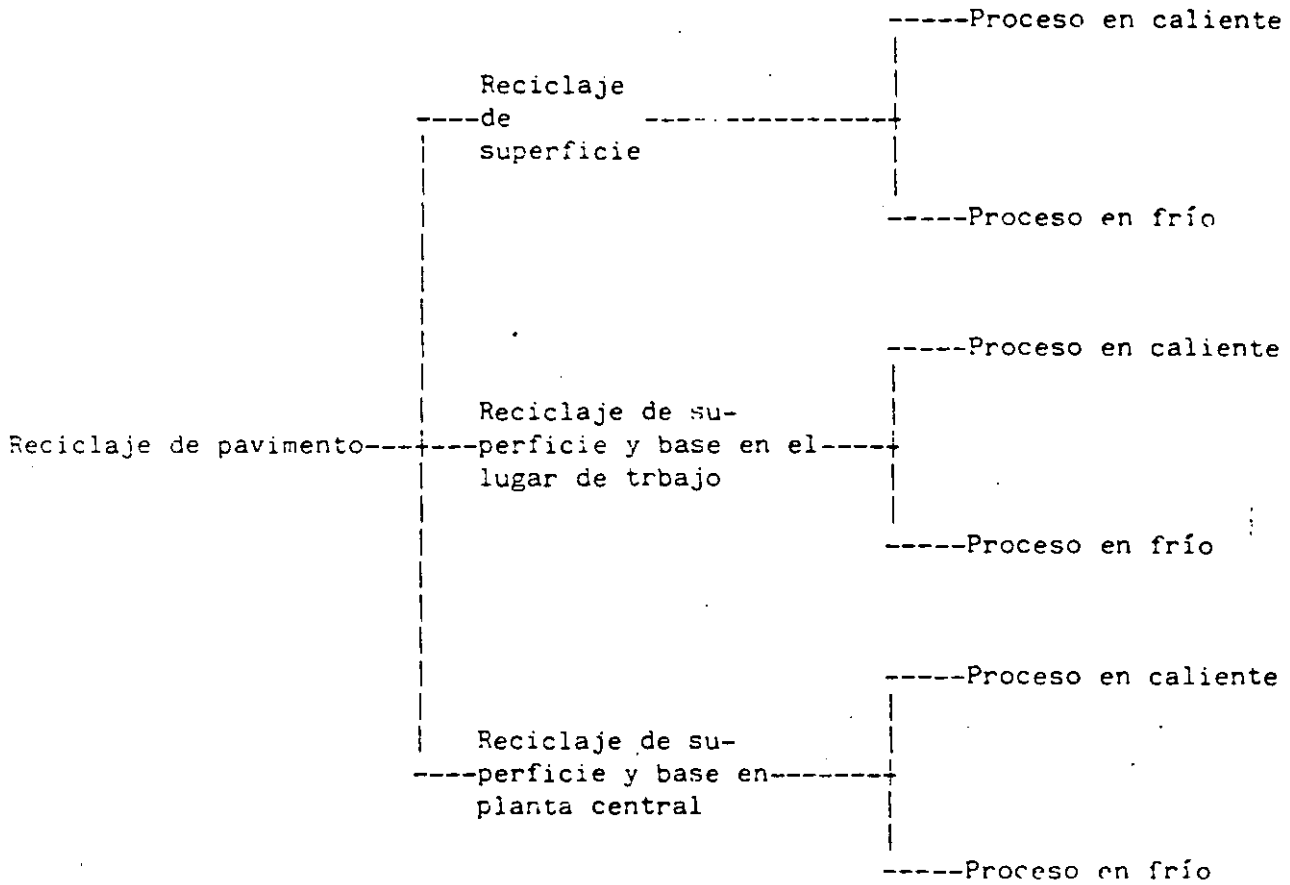 Proceso en caliente
Reciclaje
de
superficie
Proceso en frío
Proceso en caliente
Reciclaje de su-
Reciclaje de pavimento
perficie y base en el
lugar de trbajo
Proceso en frío
Proceso en caliente
Reciclaje de su-
perficie y base en
planta central
Proceso en frío